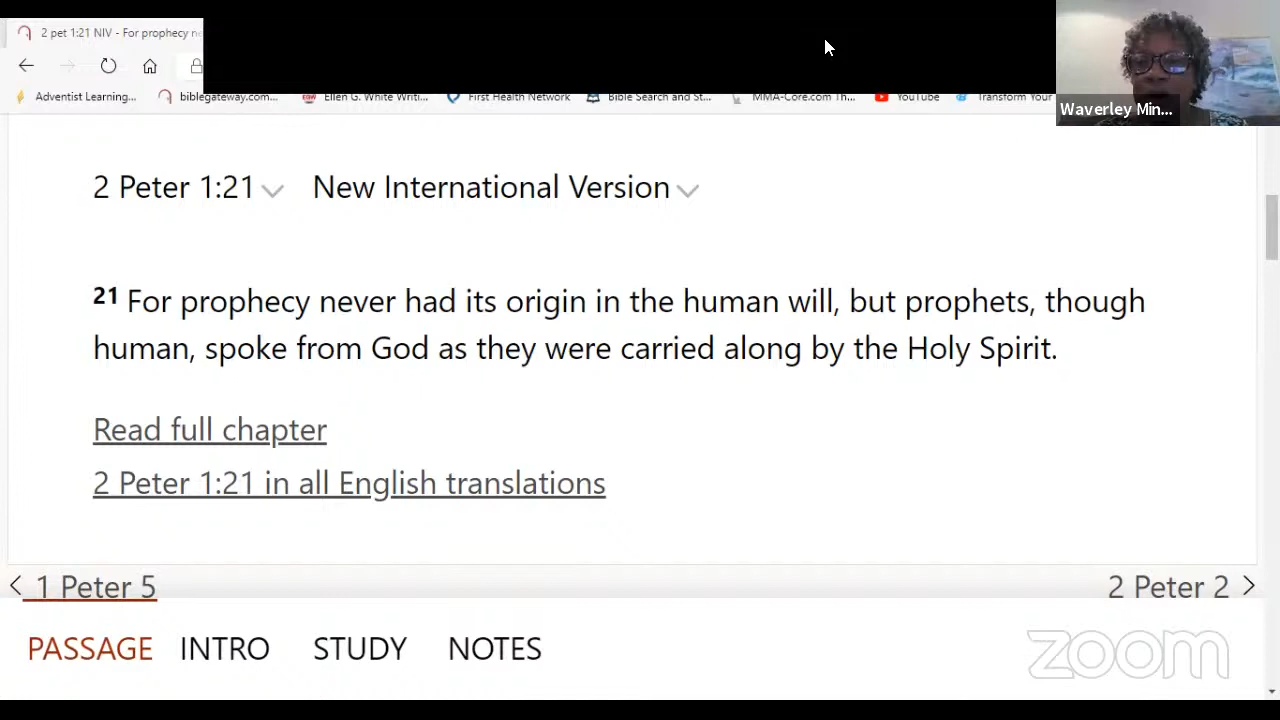 2 pet 1:21 NIV - For prophecy ne
Adventist Learning... biblegateway.com... Ellen G. White Writi... First Health Network Bible Search and St... MMA-Core.com Th... YouTube Transform Your
Waverley Min...
2 Peter 1:21 New International Version
21 For prophecy never had its origin in the human will, but prophets, though
human, spoke from God as they were carried along by the Holy Spirit.
Read full chapter
2 Peter 1:21 in all English translations
1 Peter 5
2 Peter 2
PASSAGE INTRO STUDY NOTES
zoom